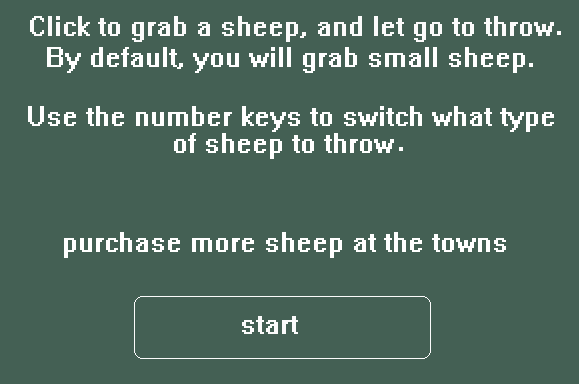 Click to grab a sheep, and let go to throw.
By default, you will grab small sheep.
Use the number keys to switch what type
of sheep to throw.
purchase more sheep at the towns
start